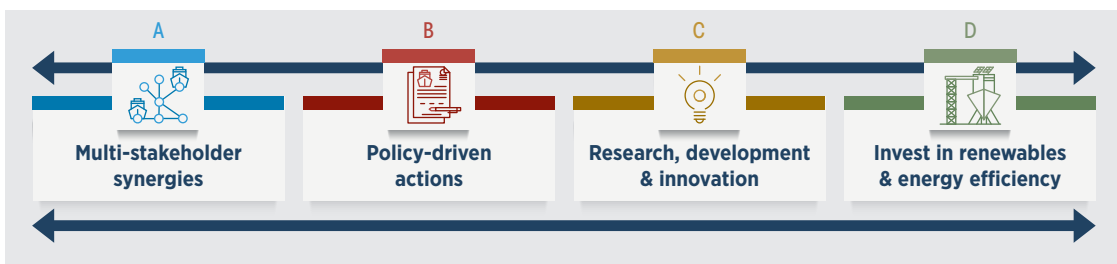 A
B
C
D
Multi-stakeholder
synergies
Policy-driven
actions
Research, development
& innovation
Invest in renewables
& energy efficiency